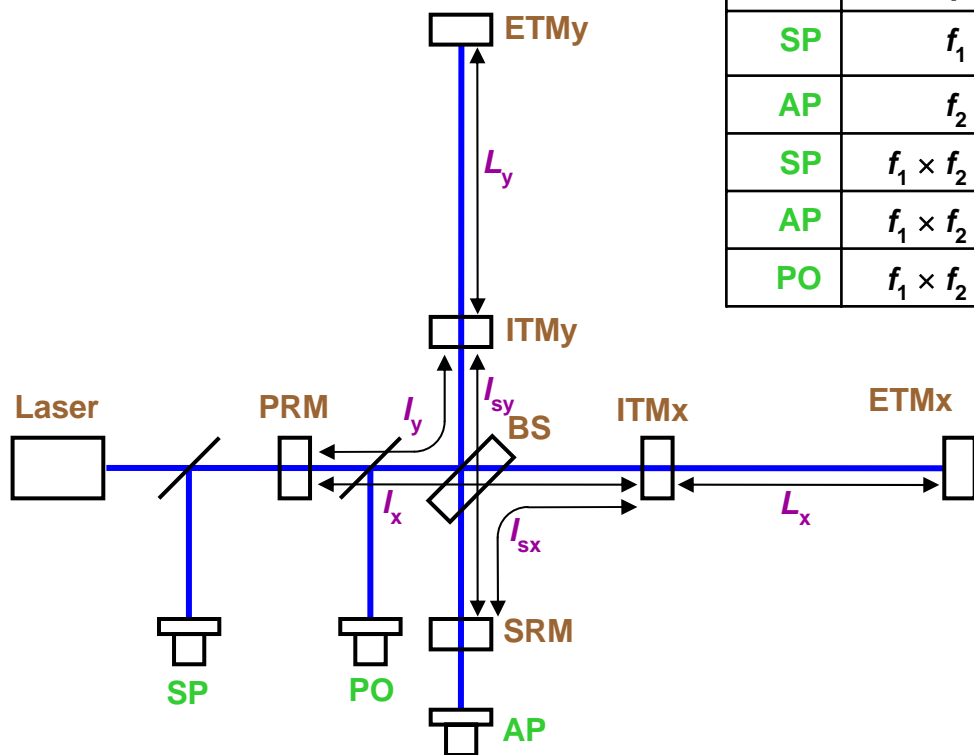 ETMy
SP f1
AP f2
Ly
SP f1 × f2
AP f1 × f2
PO f1 × f2
ITMy
Laser PRM ly lsy BS ITMx ETMx
lx lsx Lx
SRM
SP PO AP